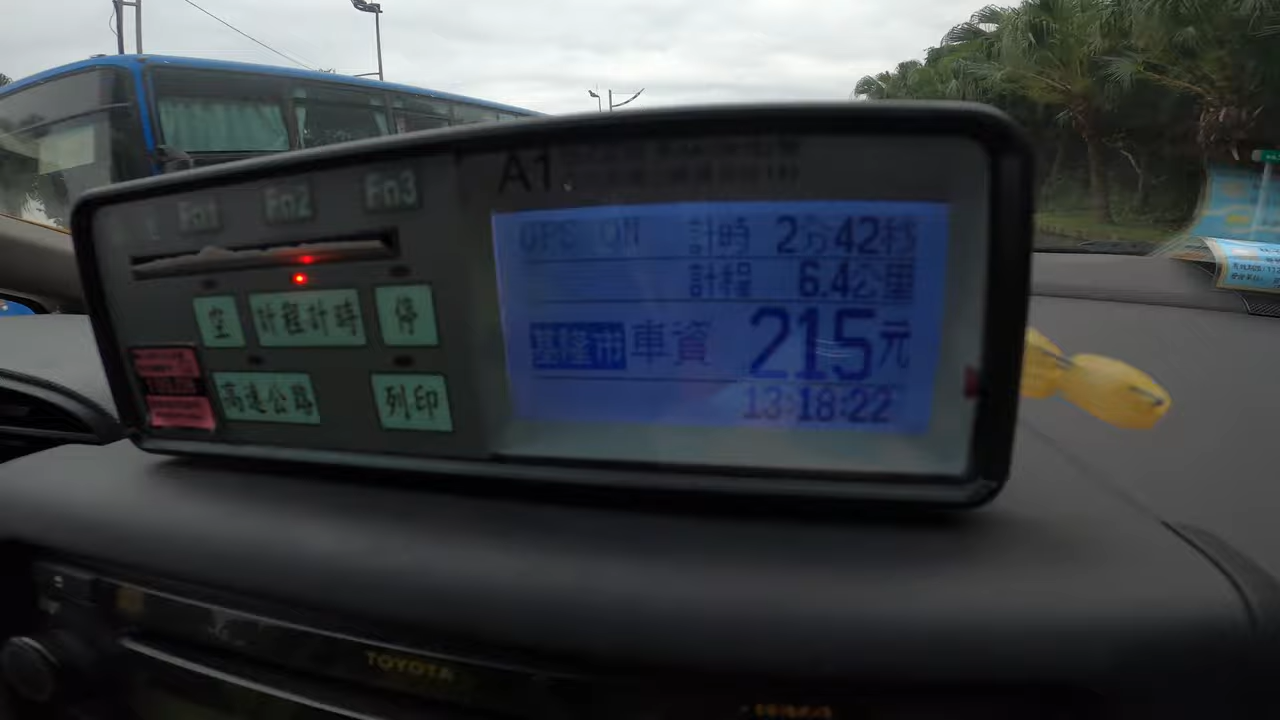 A1
Fn1 Fn2 Fn3
GPS On 計時 2分42秒
計程 6.4公里
基隆市 車資 215元
13:18:22
空 計程計時 停
高速公路 列印
TOYOTA